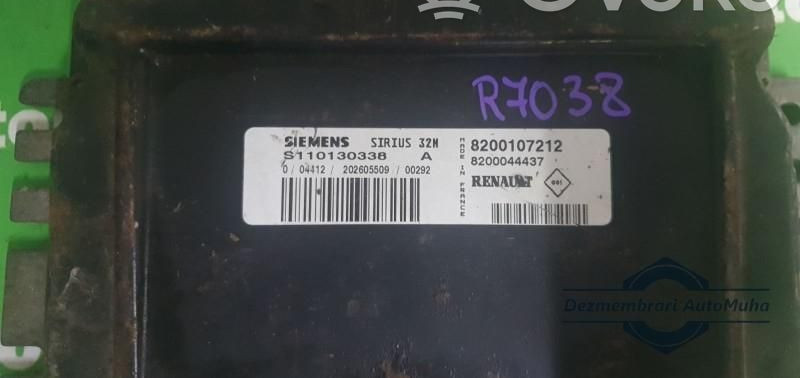 R7038
SIEMENS SIRIUS 32N
S110130338 A
0 / 04412 / 202605509 / 00292
MADE IN FRANCE
8200107212
8200044437
RENAULT
Dezmembrari AutoMuha